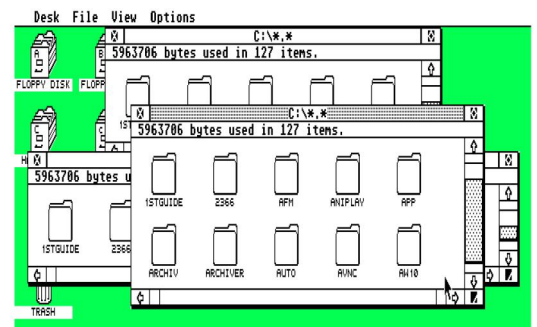 Desk File View Options
C:\*.*
5963706 bytes used in 127 items.
FLOPPY DISK
FLOPP
C:\*.*
5963706 bytes used in 127 items.
5963706 bytes u
1STGUIDE 2366 AFM ANIPLAY APP
1STGUIDE 2366
ARCHIV ARCHIVER AUTO AVNC AW10
TRASH